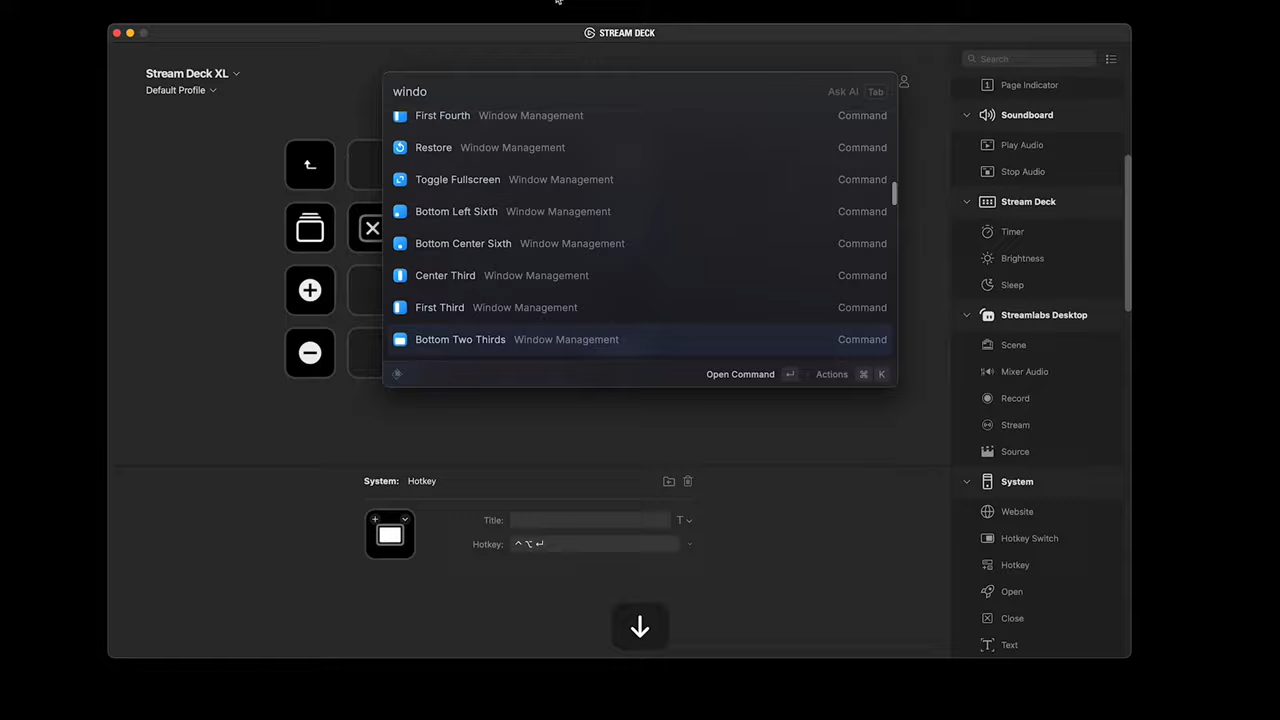 STREAM DECK
Stream Deck XL
Default Profile
windo
Ask AI Tab
First Fourth Window Management Command
Restore Window Management Command
Toggle Fullscreen Window Management Command
Bottom Left Sixth Window Management Command
Bottom Center Sixth Window Management Command
Center Third Window Management Command
First Third Window Management Command
Bottom Two Thirds Window Management Command
Open Command ↵ Actions ⌘ K
System: Hotkey
Title:
T
Hotkey: ⌃⌥↵
Search
Page Indicator
Soundboard
Play Audio
Stop Audio
Stream Deck
Timer
Brightness
Sleep
Streamlabs Desktop
Scene
Mixer Audio
Record
Stream
Source
System
Website
Hotkey Switch
Hotkey
Open
Close
Text